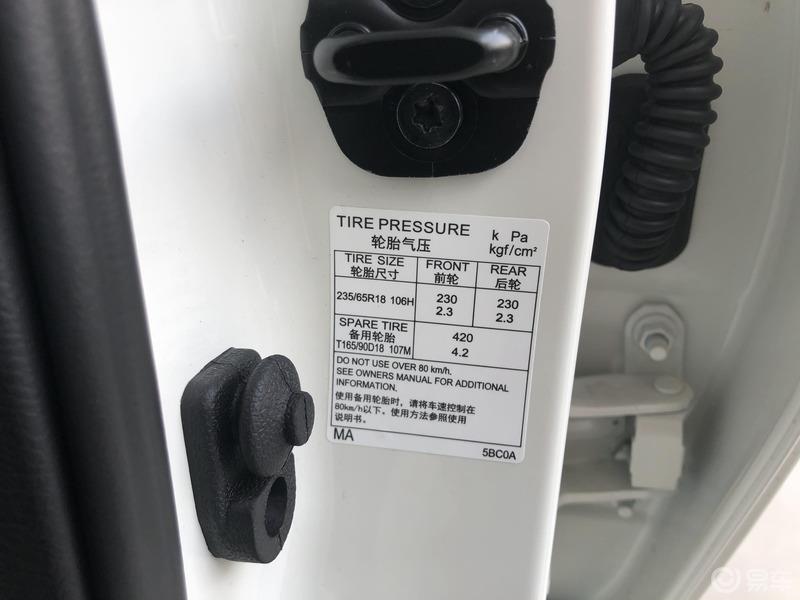 TIRE PRESSURE
轮胎气压
k Pa
kgf/cm²
TIRE SIZE
轮胎尺寸
FRONT
前轮
REAR
后轮
235/65R18 106H
230
2.3
230
2.3
SPARE TIRE
备用轮胎
T165/90D18 107M
420
4.2
DO NOT USE OVER 80 km/h.
SEE OWNERS MANUAL FOR ADDITIONAL
INFORMATION.
使用备用轮胎时，请将车速控制在
80km/h以下。使用方法参照使用
说明书。
MA
5BC0A
易车